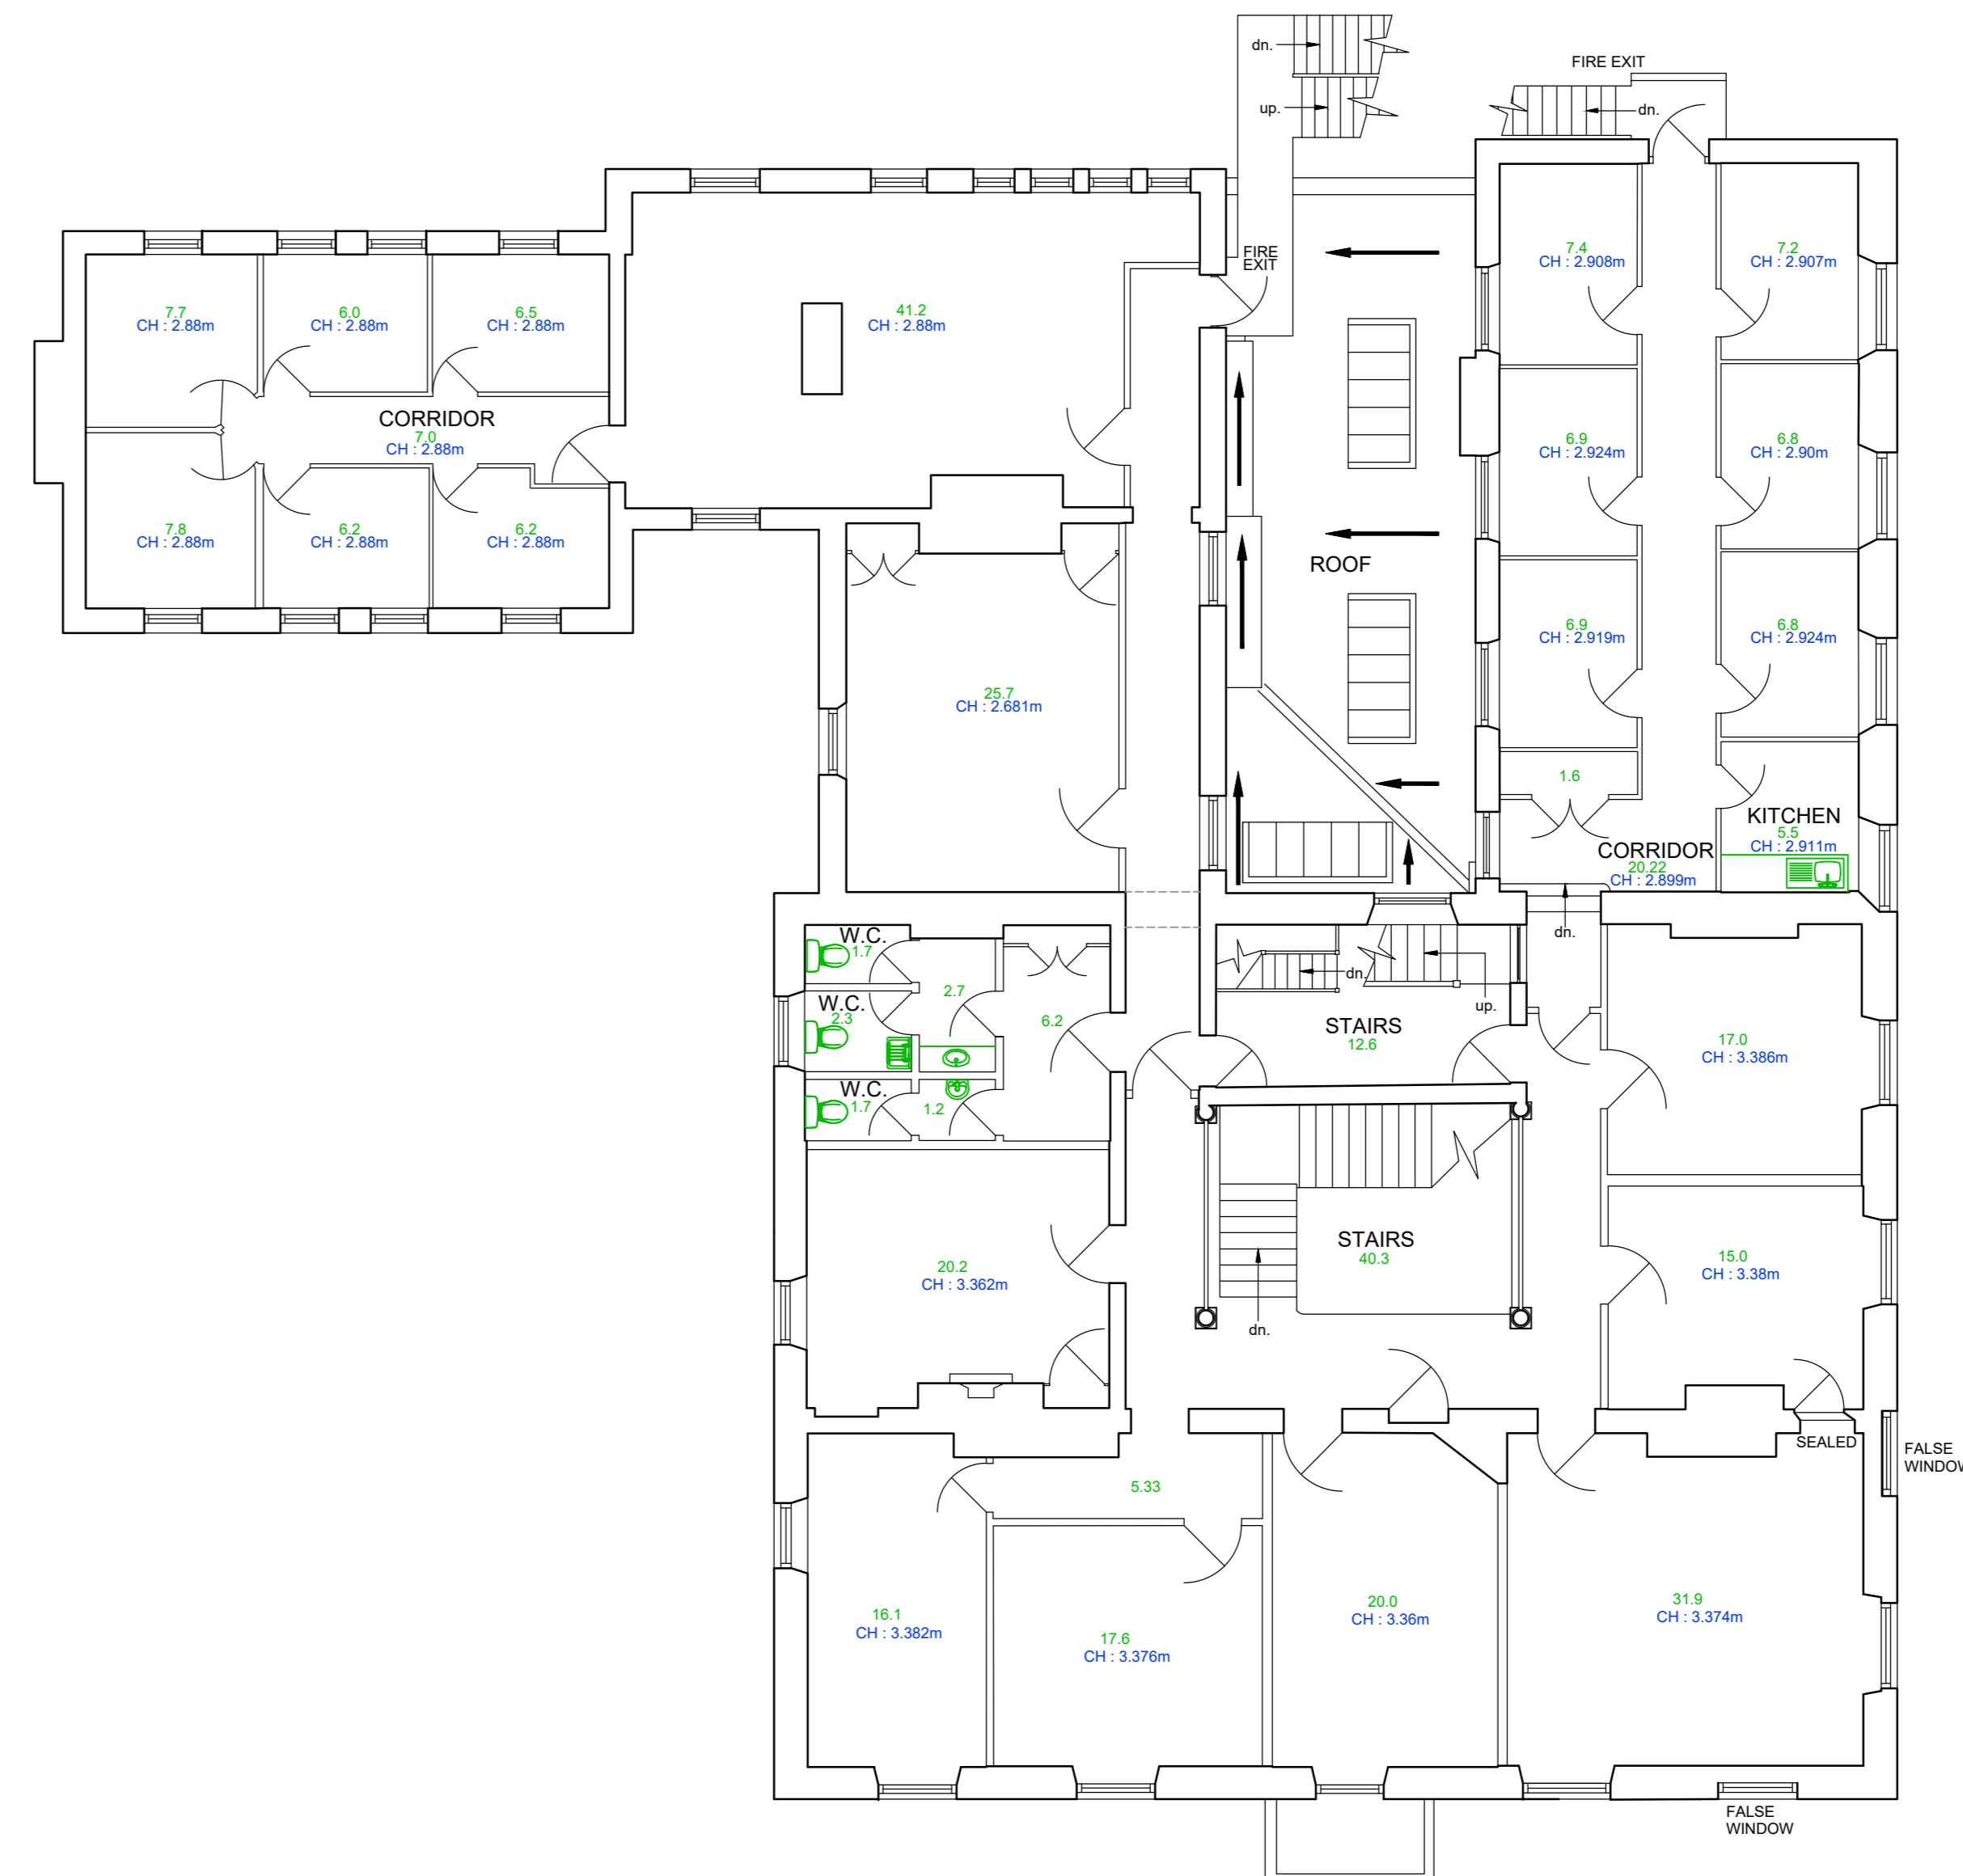 dn.
up.
FIRE EXIT
dn.
FIRE
EXIT
7.4
CH : 2.908m
7.2
CH : 2.907m
7.7
CH : 2.88m
6.0
CH : 2.88m
6.5
CH : 2.88m
41.2
CH : 2.88m
CORRIDOR
7.0
CH : 2.88m
6.9
CH : 2.924m
6.8
CH : 2.90m
7.8
CH : 2.88m
6.2
CH : 2.88m
6.2
CH : 2.88m
ROOF
6.9
CH : 2.919m
6.8
CH : 2.924m
25.7
CH : 2.681m
1.6
KITCHEN
5.5
CH : 2.911m
CORRIDOR
20.22
CH : 2.899m
dn.
W.C.
1.7
2.7
W.C.
2.3
6.2
dn.
up.
STAIRS
12.6
17.0
CH : 3.386m
W.C.
1.7
1.2
STAIRS
40.3
dn.
20.2
CH : 3.362m
15.0
CH : 3.38m
SEALED
FALSE
5.33
16.1
CH : 3.382m
17.6
CH : 3.376m
20.0
CH : 3.36m
31.9
CH : 3.374m
FALSE
WINDOW